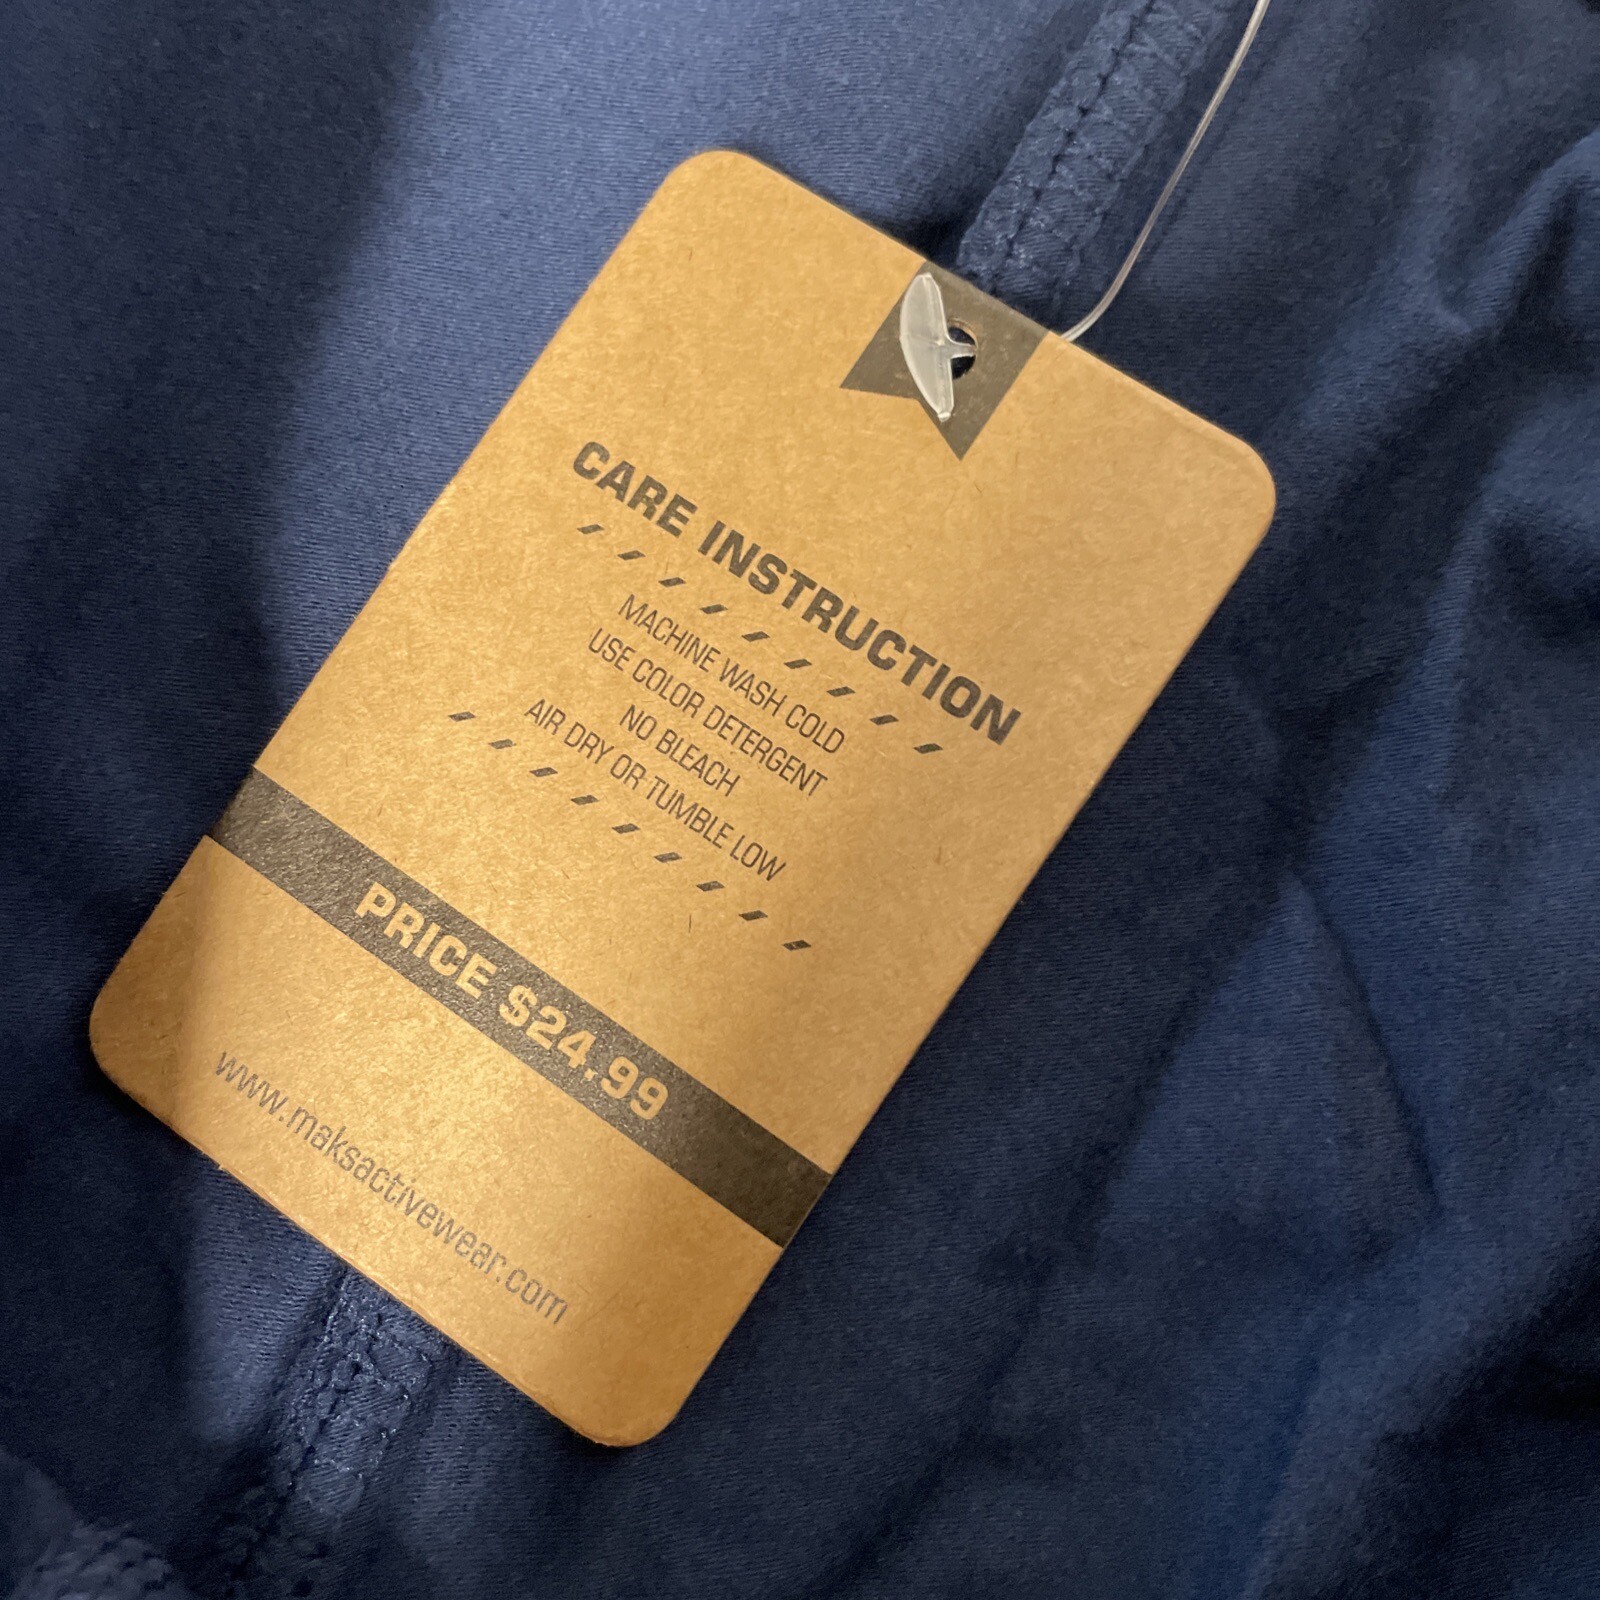 CARE INSTRUCTION
MACHINE WASH COLD
USE COLOR DETERGENT
NO BLEACH
AIR DRY OR TUMBLE LOW
PRICE $24.99
www.maksactivewear.com